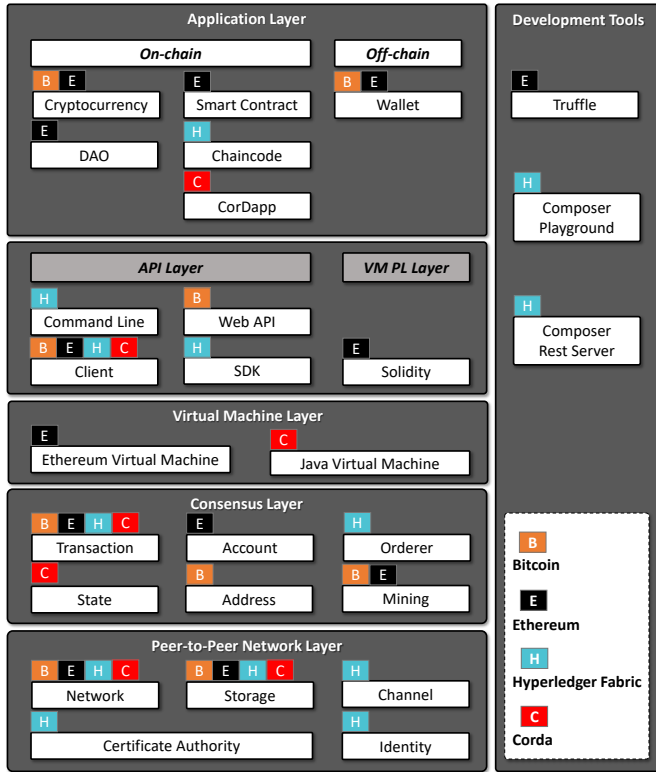 Application Layer
On-chain
Off-chain
B E
Cryptocurrency
E
Smart Contract
B E
Wallet
E
DAO
H
Chaincode
C
CorDapp
API Layer
VM PL Layer
H
Command Line
B
Web API
B E H C
Client
H
SDK
E
Solidity
Virtual Machine Layer
E
Ethereum Virtual Machine
C
Java Virtual Machine
Consensus Layer
B E H C
Transaction
E
Account
H
Orderer
C
State
B
Address
B E
Mining
Peer-to-Peer Network Layer
B E H C
Network
B E H C
Storage
H
Channel
H
Certificate Authority
H
Identity
Development Tools
E
Truffle
H
Composer
Playground
H
Composer
Rest Server
B
Bitcoin
E
Ethereum
H
Hyperledger Fabric
C
Corda